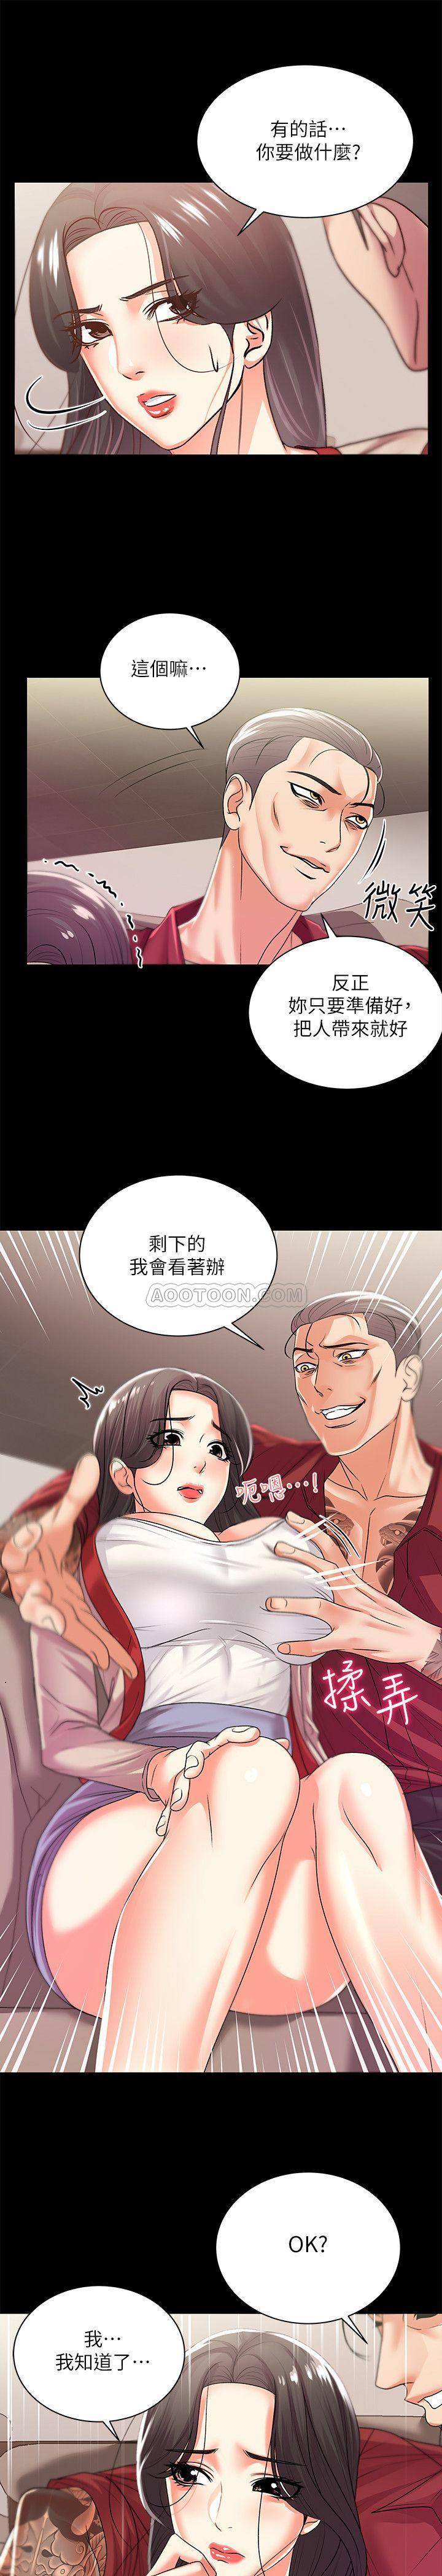 有的話…
你要做什麼?
這個嘛…
微笑
反正
妳只要準備好,
把人帶來就好
剩下的
我會看著辦
AOOTOON
呃嗯…!
揉弄
OK?
我…
我知道了…